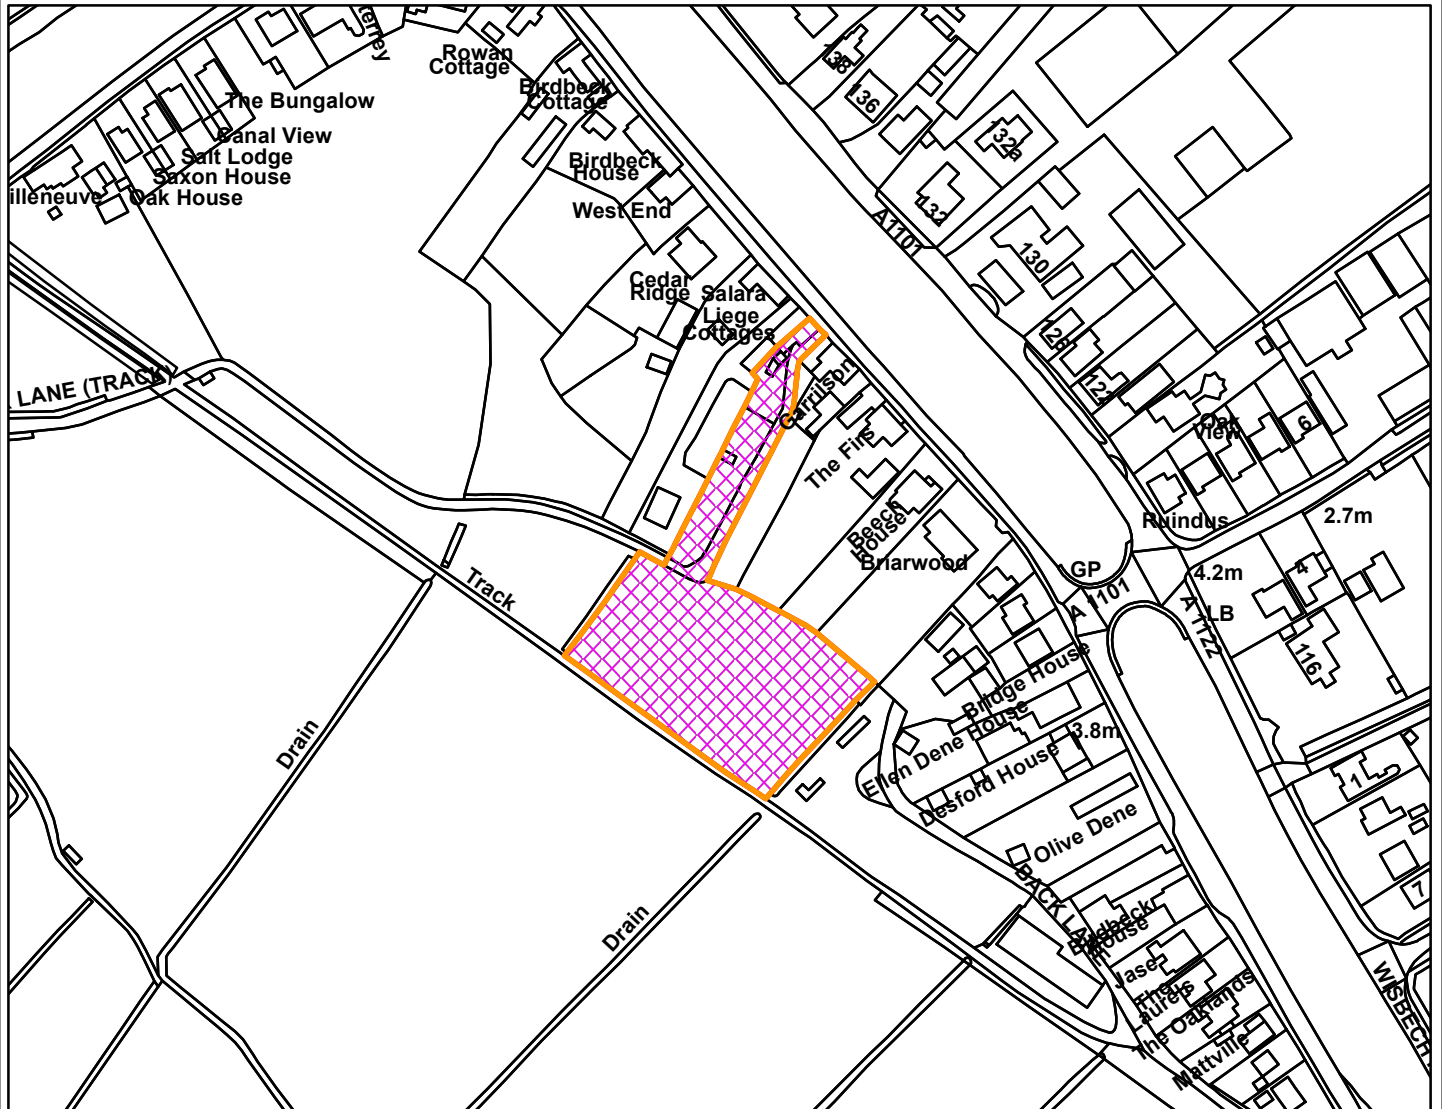 Rowan
Cottage
Birdbeck
Cottage
The Bungalow
Canal View
Salt Lodge
Saxon House
Oak House
illeneuve
Birdbeck
House
West End
Cedar
Ridge
Salara
Liege
Cottages
138
136
132a
132
A1101
130
126
122
Oak
View
6
LANE (TRACK)
Garrison
The Firs
Beech
House
Briarwood
Ruindus
2.7m
GP
4.2m
4
A 1101
LB
A 1122
116
Track
Bridge House
Ellen Dene House
3.8m
Desford House
Drain
1
Olive Dene
7
BACK LANE
Birdbeck
House
Drain
Jase
The
Laurels
The Oaklands
Mattville
WISBECH